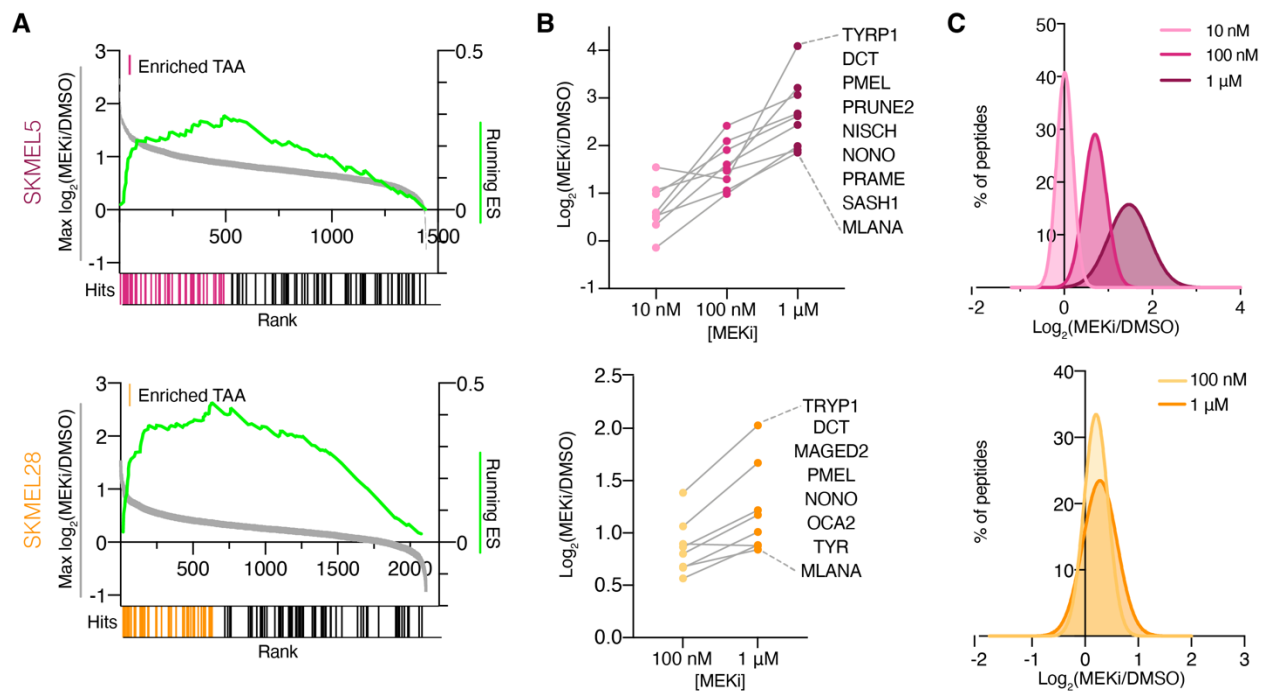 A
SKMEL5
Max log2(MEKi/DMSO)
3
2
1
0
-1
Enriched TAA
0.5
0
Running ES
500
1000
1500
Hits
Rank
B
Log2(MEKi/DMSO)
4
3
2
1
0
-1
10 nM
100 nM
1 µM
[MEKi]
TYRP1
DCT
PMEL
PRUNE2
NISCH
NONO
PRAME
SASH1
MLANA
C
% of peptides
50
40
30
20
10
10 nM
100 nM
1 µM
-2
0
2
4
Log2(MEKi/DMSO)
SKMEL28
Max log2(MEKi/DMSO)
3
2
1
0
-1
Enriched TAA
0.5
0
Running ES
500
1000
1500
2000
Hits
Rank
Log2(MEKi/DMSO)
2.5
2.0
1.5
1.0
0.5
0.0
100 nM
1 µM
[MEKi]
TRYP1
DCT
MAGED2
PMEL
NONO
OCA2
TYR
MLANA
% of peptides
40
30
20
10
100 nM
1 µM
-2
-1
0
1
2
3
Log2(MEKi/DMSO)